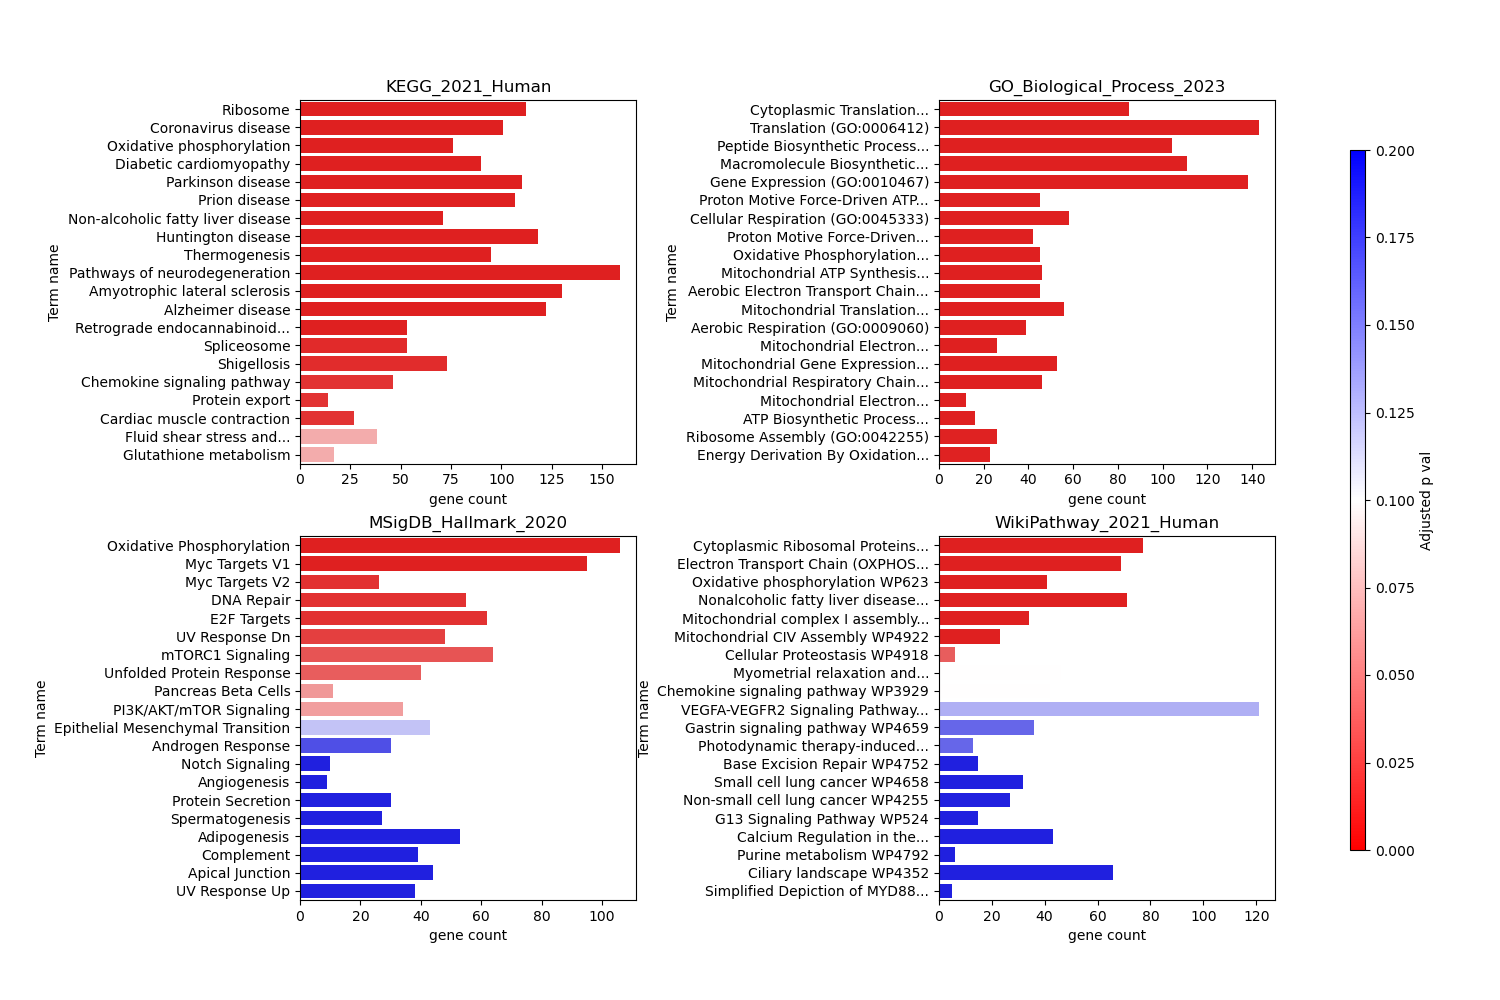 KEGG_2021_Human
Term name
Ribosome
Coronavirus disease
Oxidative phosphorylation
Diabetic cardiomyopathy
Parkinson disease
Prion disease
Non-alcoholic fatty liver disease
Huntington disease
Thermogenesis
Pathways of neurodegeneration
Amyotrophic lateral sclerosis
Alzheimer disease
Retrograde endocannabinoid...
Spliceosome
Shigellosis
Chemokine signaling pathway
Protein export
Cardiac muscle contraction
Fluid shear stress and...
Glutathione metabolism
0 25 50 75 100 125 150
gene count
GO_Biological_Process_2023
Term name
Cytoplasmic Translation...
Translation (GO:0006412)
Peptide Biosynthetic Process...
Macromolecule Biosynthetic...
Gene Expression (GO:0010467)
Proton Motive Force-Driven ATP...
Cellular Respiration (GO:0045333)
Proton Motive Force-Driven...
Oxidative Phosphorylation...
Mitochondrial ATP Synthesis...
Aerobic Electron Transport Chain...
Mitochondrial Translation...
Aerobic Respiration (GO:0009060)
Mitochondrial Electron...
Mitochondrial Gene Expression...
Mitochondrial Respiratory Chain...
Mitochondrial Electron...
ATP Biosynthetic Process...
Ribosome Assembly (GO:0042255)
Energy Derivation By Oxidation...
0 20 40 60 80 100 120 140
gene count
MSigDB_Hallmark_2020
Term name
Oxidative Phosphorylation
Myc Targets V1
Myc Targets V2
DNA Repair
E2F Targets
UV Response Dn
mTORC1 Signaling
Unfolded Protein Response
Pancreas Beta Cells
PI3K/AKT/mTOR Signaling
Epithelial Mesenchymal Transition
Androgen Response
Notch Signaling
Angiogenesis
Protein Secretion
Spermatogenesis
Adipogenesis
Complement
Apical Junction
UV Response Up
0 20 40 60 80 100
gene count
WikiPathway_2021_Human
Term name
Cytoplasmic Ribosomal Proteins...
Electron Transport Chain (OXPHOS...
Oxidative phosphorylation WP623
Nonalcoholic fatty liver disease...
Mitochondrial complex I assembly...
Mitochondrial CIV Assembly WP4922
Cellular Proteostasis WP4918
Myometrial relaxation and...
Chemokine signaling pathway WP3929
VEGFA-VEGFR2 Signaling Pathway...
Gastrin signaling pathway WP4659
Photodynamic therapy-induced...
Base Excision Repair WP4752
Small cell lung cancer WP4658
Non-small cell lung cancer WP4255
G13 Signaling Pathway WP524
Calcium Regulation in the...
Purine metabolism WP4792
Ciliary landscape WP4352
Simplified Depiction of MYD88...
0 20 40 60 80 100 120
gene count
0.200
0.175
0.150
0.125
0.100
0.075
0.050
0.025
0.000
Adjusted p val